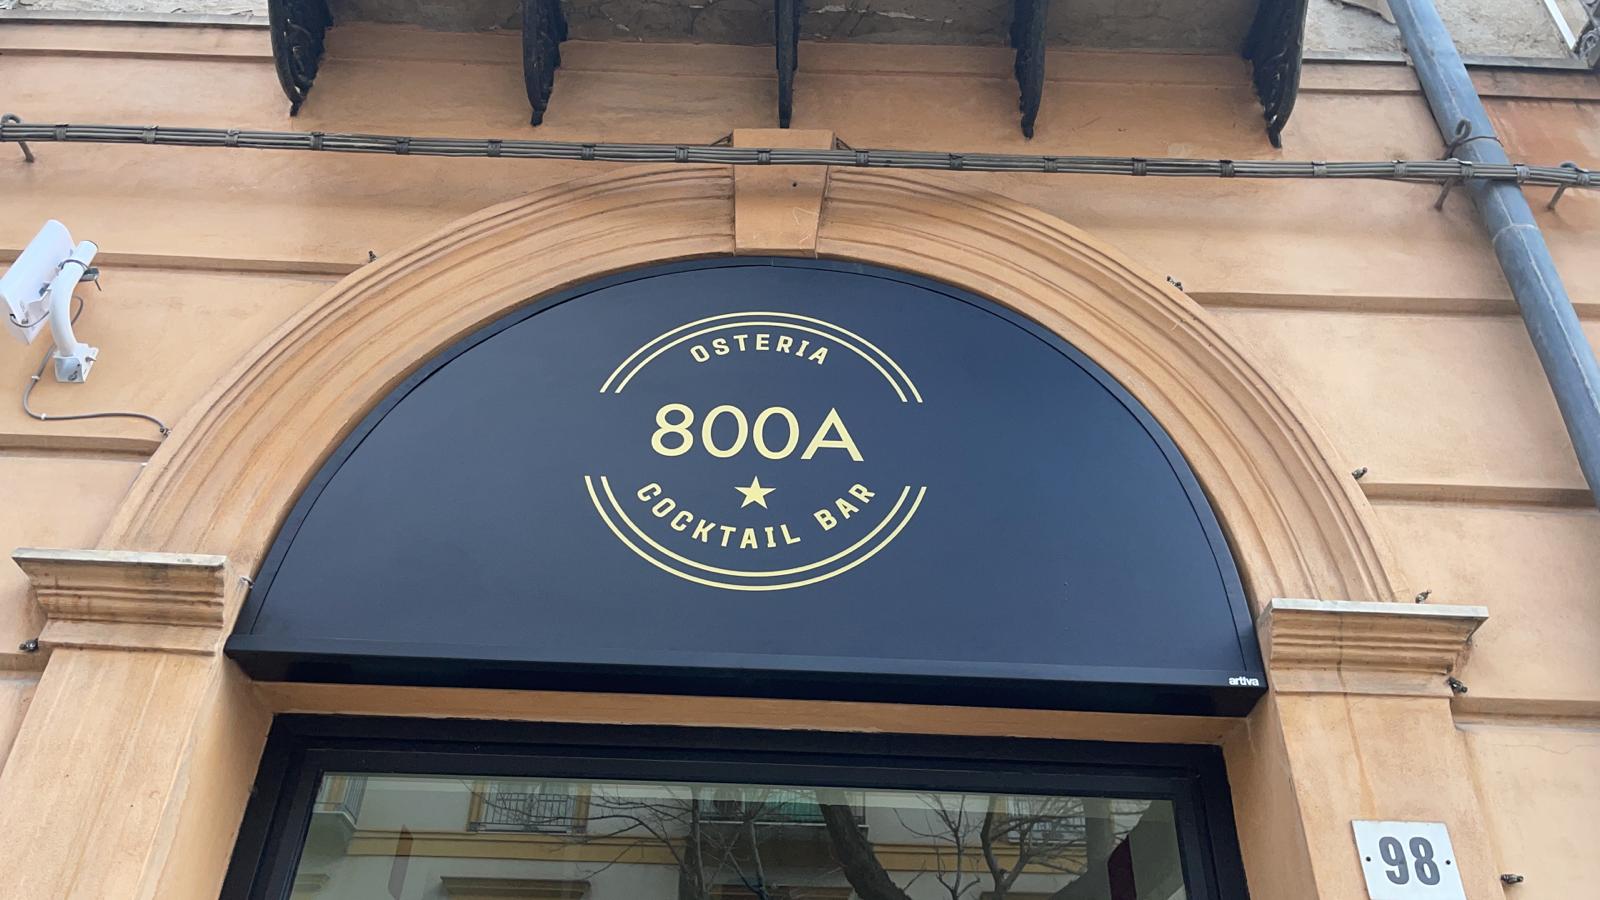 OSTERIA
800A
COCKTAIL BAR
artiva
98